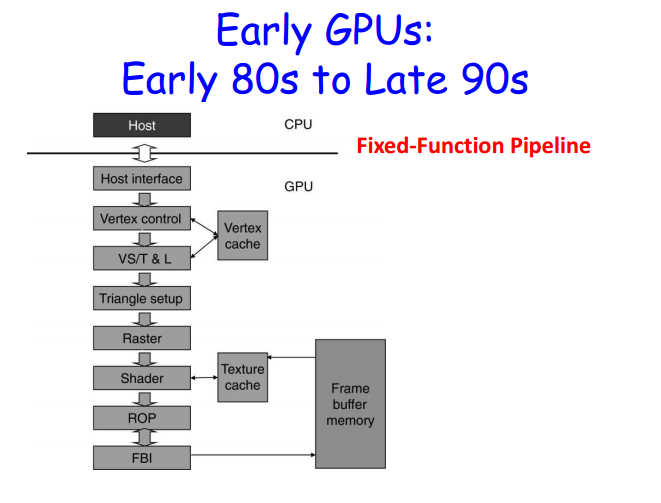 Early GPUs:
Early 80s to Late 90s
Host
CPU
Fixed-Function Pipeline
Host interface
GPU
Vertex control
Vertex
cache
VS/T & L
Triangle setup
Raster
Shader
Texture
cache
Frame
buffer
memory
ROP
FBI